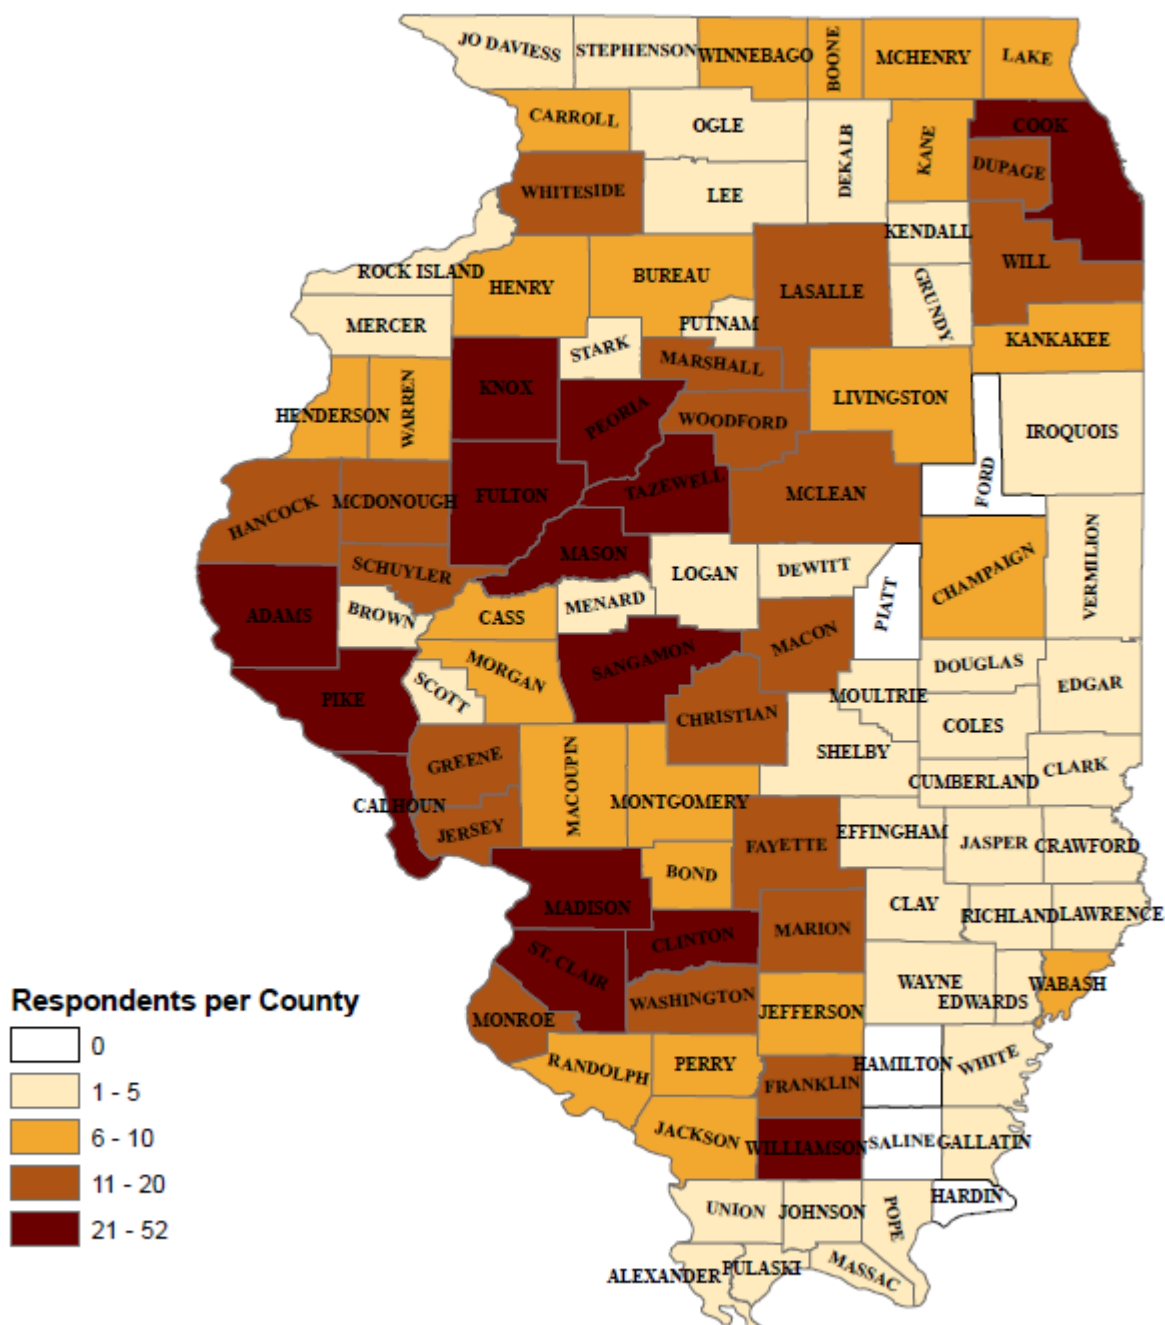 JO DAVIESS
STEPHENSON
WINNEBAGO
BOONE
MCHENRY
LAKE
CARROLL
OGLE
DEKALB
KANE
COOK
DUPAGE
WHITESIDE
LEE
KENDALL
WILL
ROCK ISLAND
HENRY
BUREAU
LASALLE
GRUNDY
MERCER
PUTNAM
KANKAKEE
STARK
MARSHALL
KNOX
HENDERSON
WARREN
PEORIA
WOODFORD
LIVINGSTON
IROQUOIS
FORD
HANCOCK
MCDONOUGH
FULTON
TAZEWELL
MCLEAN
SCHUYLER
MASON
LOGAN
DEWITT
PIATT
CHAMPAIGN
VERMILION
ADAMS
BROWN
CASS
MENARD
MACON
SANGAMON
MORGAN
SCOTT
PIKE
CHRISTIAN
MOULTRIE
DOUGLAS
EDGAR
COLES
SHELBY
CUMBERLAND
CLARK
GREENE
MACOUPIN
MONTGOMERY
CALHOUN
JERSEY
FAYETTE
EFFINGHAM
JASPER
CRAWFORD
BOND
MADISON
CLAY
RICHLAND
LAWRENCE
CLINTON
MARION
ST. CLAIR
WASHINGTON
WAYNE
EDWARDS
WABASH
MONROE
JEFFERSON
RANDOLPH
PERRY
HAMILTON
WHITE
FRANKLIN
JACKSON
WILLIAMSON
SALINE
GALLATIN
UNION
JOHNSON
POPE
HARDIN
ALEXANDER
PULASKI
MASSAC
Respondents per County
0
1 - 5
6 - 10
11 - 20
21 - 52